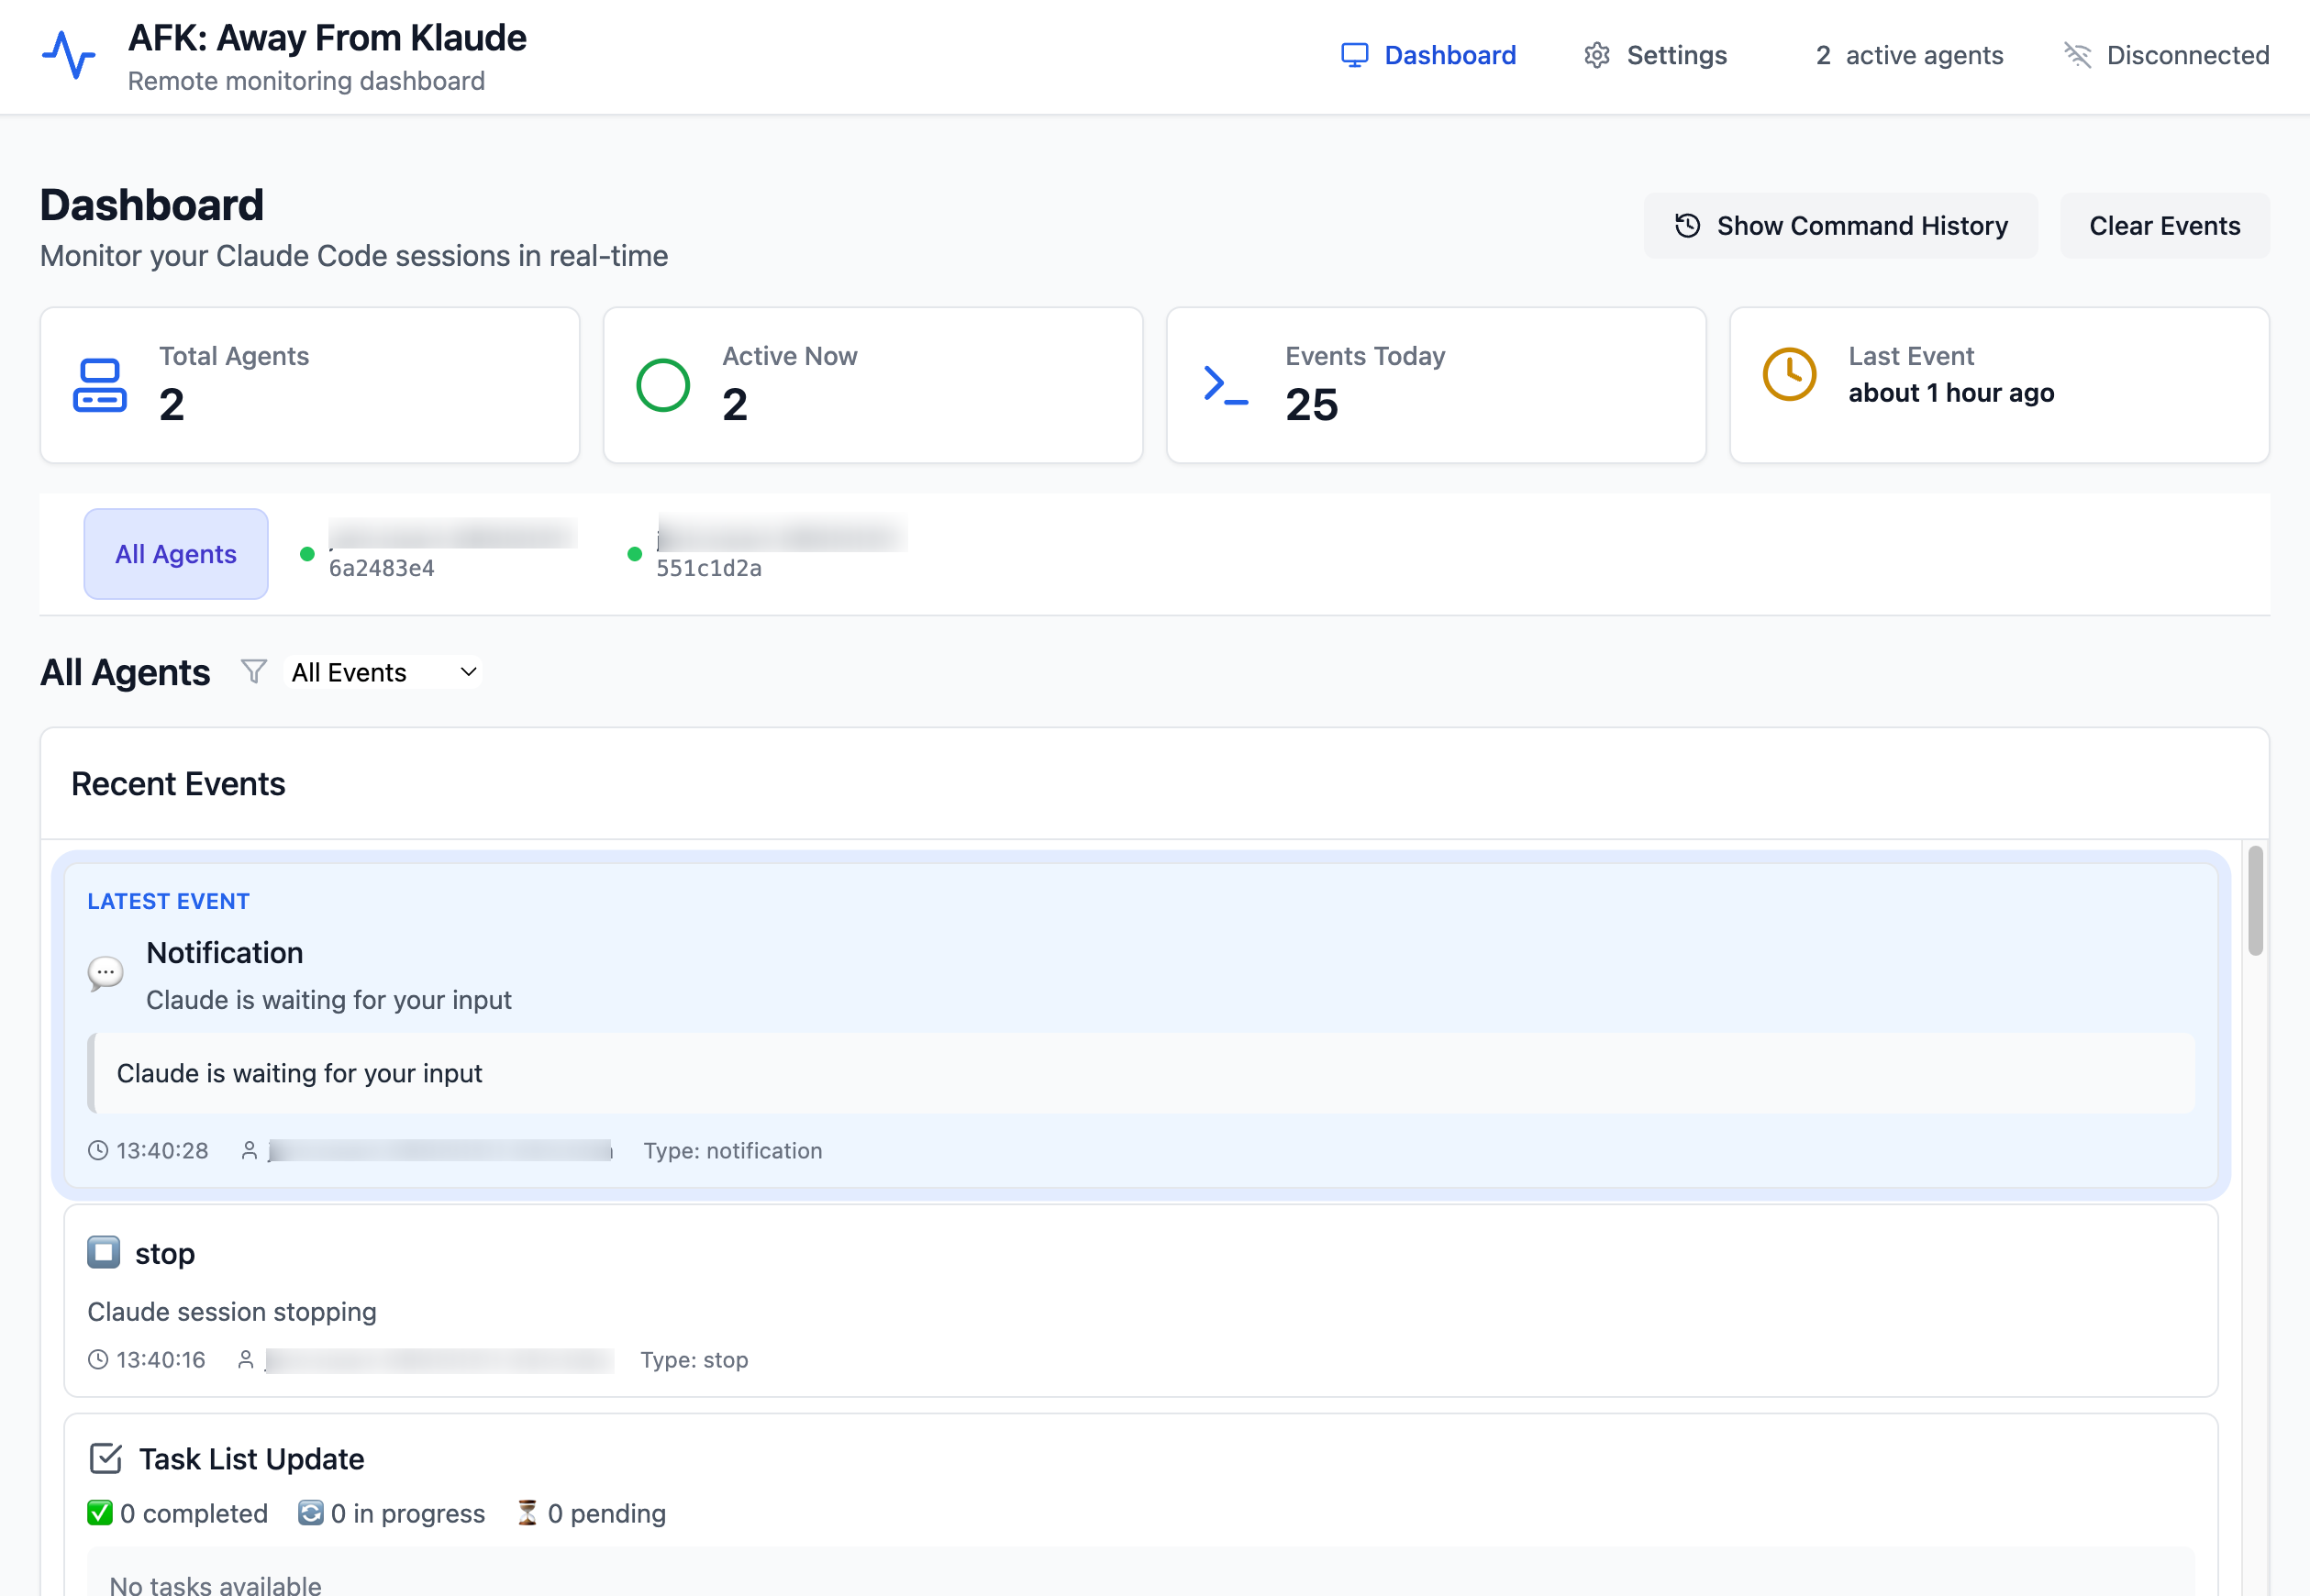 AFK: Away From Klaude
Remote monitoring dashboard
Dashboard
Settings
2 active agents
Disconnected
Dashboard
Monitor your Claude Code sessions in real-time
Show Command History
Clear Events
Total Agents
2
Active Now
2
Events Today
25
Last Event
about 1 hour ago
All Agents
6a2483e4
551c1d2a
All Agents
All Events
Recent Events
LATEST EVENT
Notification
Claude is waiting for your input
Claude is waiting for your input
13:40:28 Type: notification
stop
Claude session stopping
13:40:16 Type: stop
Task List Update
0 completed 0 in progress 0 pending
No tasks available